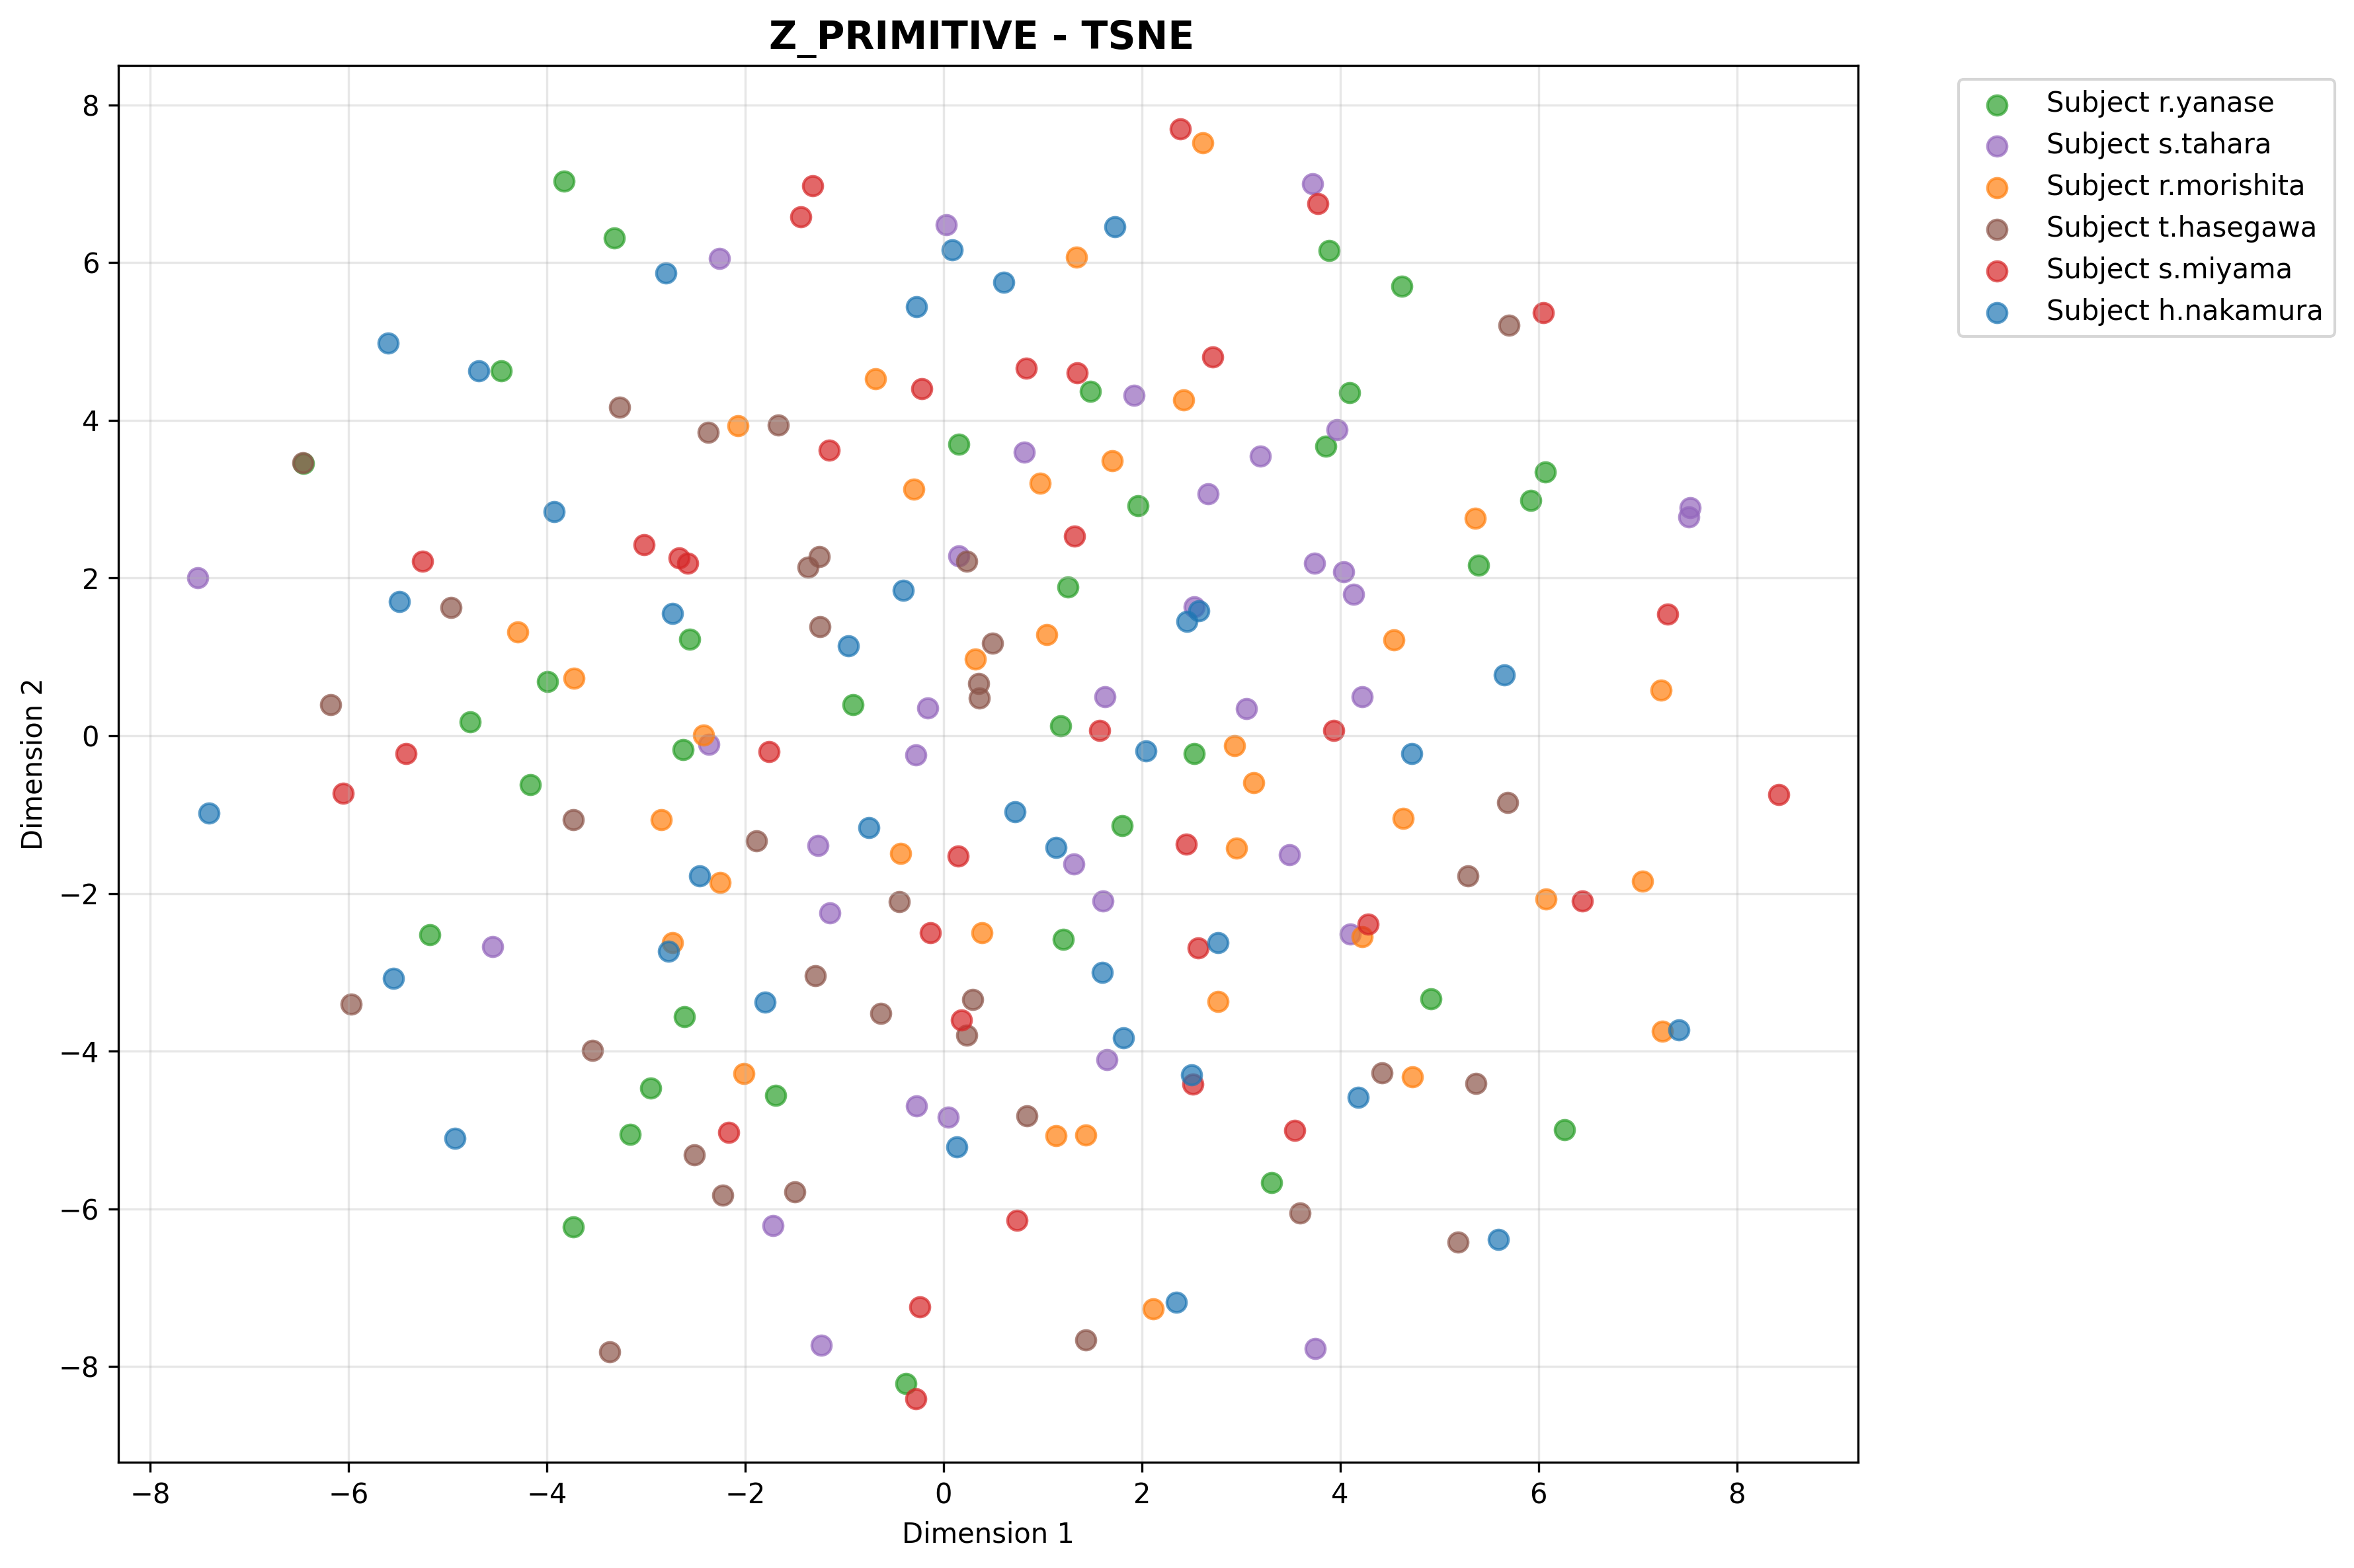 Z_PRIMITIVE - TSNE
Subject r.yanase
Subject s.tahara
Subject r.morishita
Subject t.hasegawa
Subject s.miyama
Subject h.nakamura
Dimension 2
8
6
4
2
0
−2
−4
−6
−8
−8 −6 −4 −2 0 2 4 6 8
Dimension 1